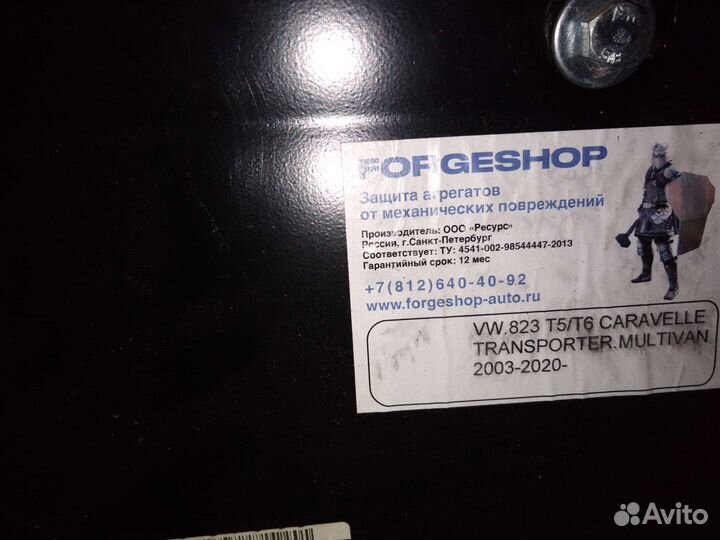 FORGESHOP
Защита агрегатов
от механических повреждений
Производитель: ООО «Ресурс»
Россия, г.Санкт-Петербург
Соответствует: ТУ: 4541-002-98544447-2013
Гарантийный срок: 12 мес
+7(812)640-40-92
www.forgeshop-auto.ru
VW.823 T5/T6 CARAVELLE
TRANSPORTER.MULTIVAN
2003-2020-
Avito